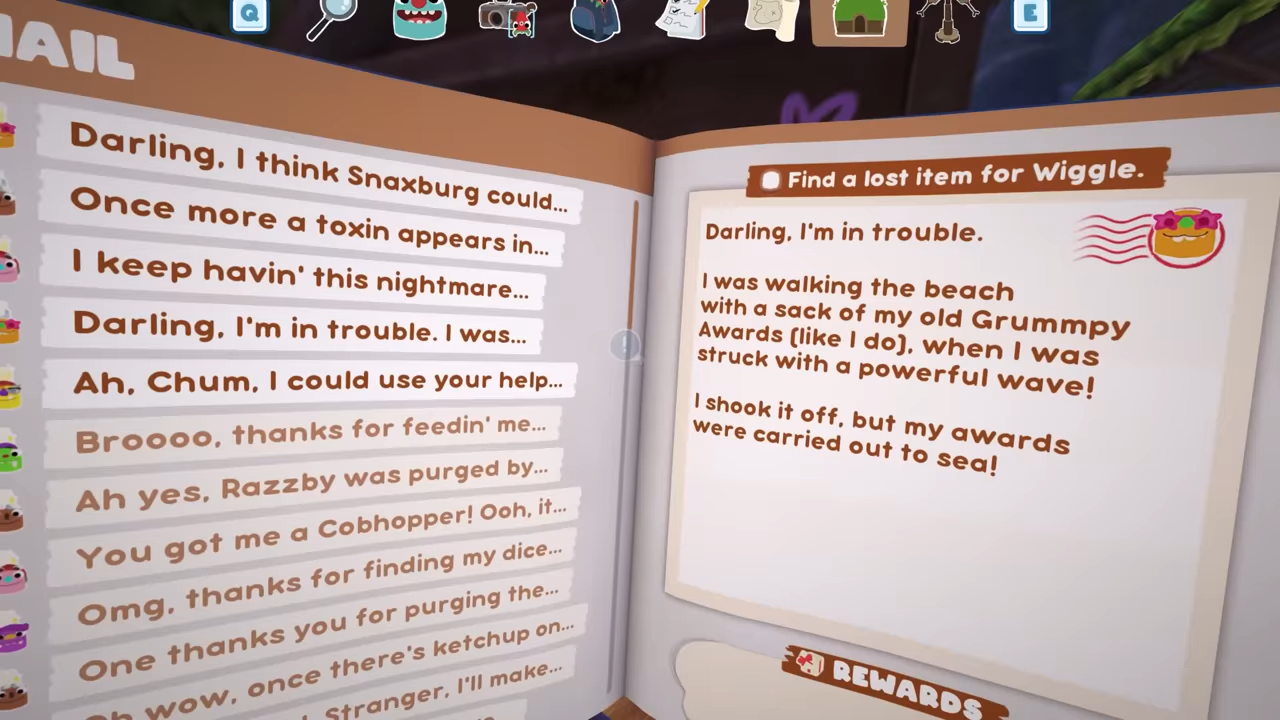 Q
E
AIL
Darling, I think Snaxburg could...
Once more a toxin appears in...
I keep havin' this nightmare...
Darling, I'm in trouble. I was...
Ah, Chum, I could use your help...
Broooo, thanks for feedin' me...
Ah yes, Razzby was purged by...
You got me a Cobhopper! Ooh, it...
Omg, thanks for finding my dice...
One thanks you for purging the...
wow, once there's ketchup on...
Stranger, I'll make...
Find a lost item for Wiggle.
Darling, I'm in trouble.
I was walking the beach
with a sack of my old Grummpy
Awards (like I do), when I was
struck with a powerful wave!
I shook it off, but my awards
were carried out to sea!
REWARDS